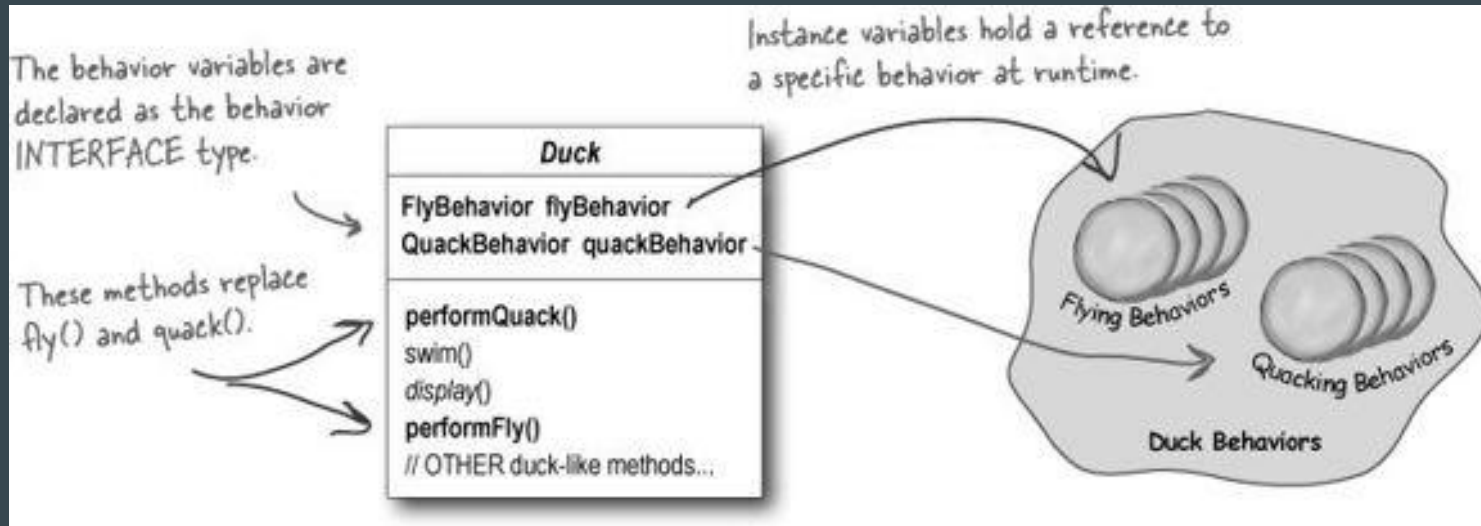 The behavior variables are
declared as the behavior
INTERFACE type.
These methods replace
fly() and quack().
Duck
FlyBehavior flyBehavior
QuackBehavior quackBehavior
performQuack()
swim()
display()
performFly()
// OTHER duck-like methods...
Instance variables hold a reference to
a specific behavior at runtime.
Flying Behaviors
Quacking Behaviors
Duck Behaviors